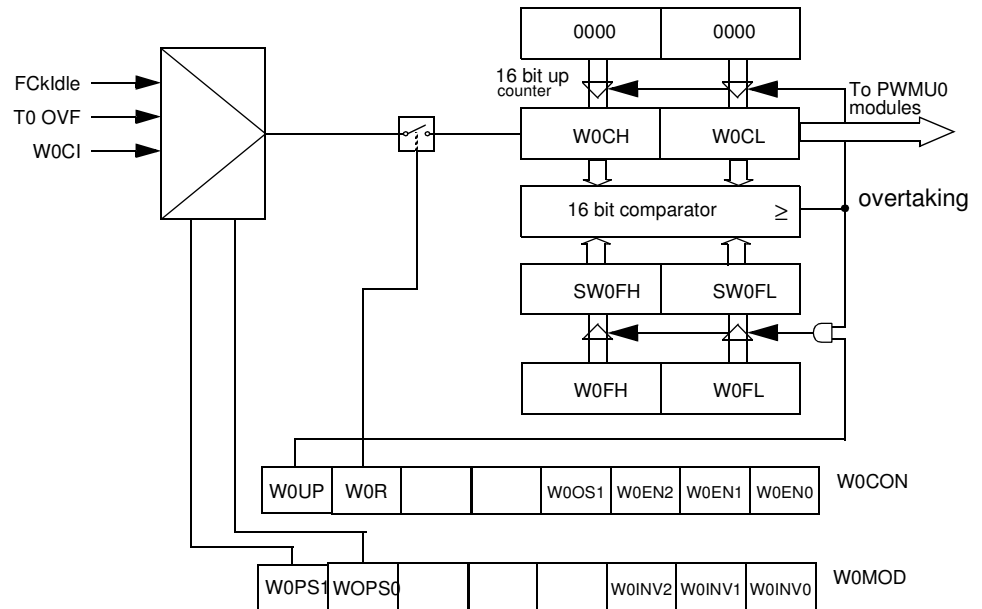 0000 0000
FCkIdle
T0 OVF
W0CI
16 bit up
counter
To PWMU0
modules
W0CH W0CL
16 bit comparator ≥
overtaking
SW0FH SW0FL
W0FH W0FL
W0UP W0R W0OS1 W0EN2 W0EN1 W0EN0 W0CON
W0PS1 WOPS0 W0INV2 W0INV1 W0INV0 W0MOD